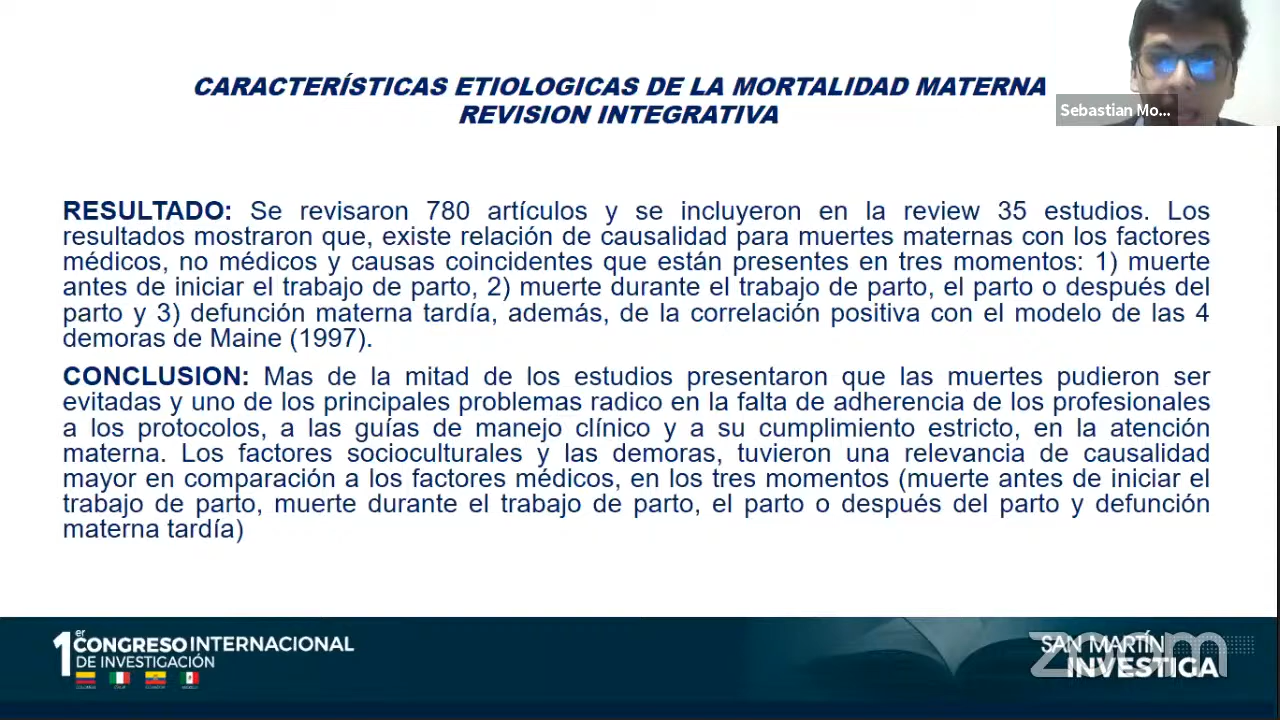 CARACTERÍSTICAS ETIOLOGICAS DE LA MORTALIDAD MATERNA
REVISION INTEGRATIVA
Sebastian Mo...
RESULTADO: Se revisaron 780 artículos y se incluyeron en la review 35 estudios. Los
resultados mostraron que, existe relación de causalidad para muertes maternas con los factores
médicos, no médicos y causas coincidentes que están presentes en tres momentos: 1) muerte
antes de iniciar el trabajo de parto, 2) muerte durante el trabajo de parto, el parto o después del
parto y 3) defunción materna tardía, además, de la correlación positiva con el modelo de las 4
demoras de Maine (1997).
CONCLUSION: Mas de la mitad de los estudios presentaron que las muertes pudieron ser
evitadas y uno de los principales problemas radico en la falta de adherencia de los profesionales
a los protocolos, a las guías de manejo clínico y a su cumplimiento estricto, en la atención
materna. Los factores socioculturales y las demoras, tuvieron una relevancia de causalidad
mayor en comparación a los factores médicos, en los tres momentos (muerte antes de iniciar el
trabajo de parto, muerte durante el trabajo de parto, el parto o después del parto y defunción
materna tardía)
1er CONGRESO INTERNACIONAL
DE INVESTIGACIÓN
SAN MARTÍN
INVESTIGA
zoom